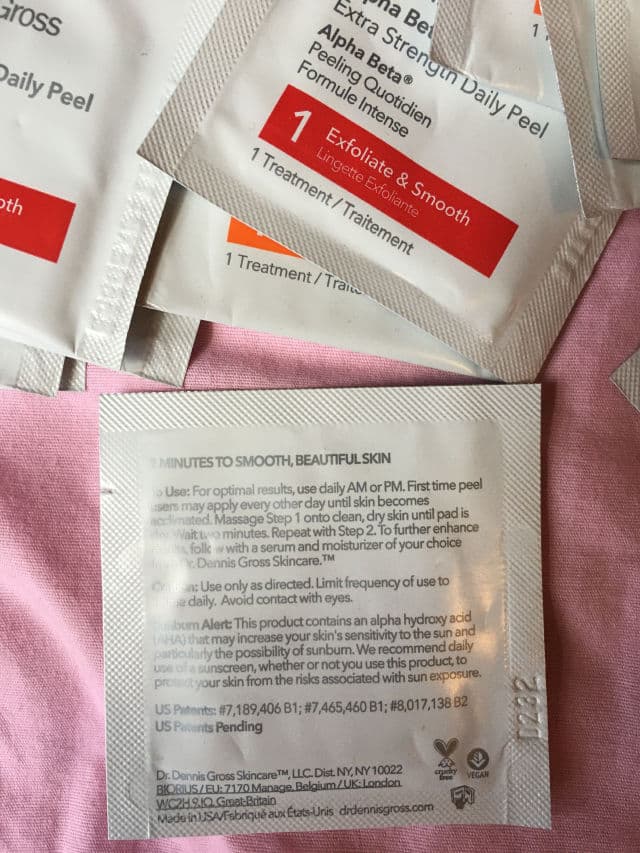 Gross
Daily Peel
oth
pha Bet
Extra Strength Daily Peel
Alpha Beta®
Peeling Quotidien
Formule Intense
1 Exfoliate & Smooth
Lingette Exfoliante
1 Treatment/Traitement
1 Treatment/Traite
1
MINUTES TO SMOOTH, BEAUTIFUL SKIN
o Use: For optimal results, use daily AM or PM. First time peel
users may apply every other day until skin becomes
acclimated. Massage Step 1 onto clean, dry skin until pad is
Wait two minutes. Repeat with Step 2. To further enhance
follow with a serum and moisturizer of your choice
Dr. Dennis Gross Skincare.™
Use only as directed. Limit frequency of use to
daily. Avoid contact with eyes.
Sunburn Alert: This product contains an alpha hydroxy acid
(AHA) that may increase your skin's sensitivity to the sun and
particularly the possibility of sunburn. We recommend daily
use of a sunscreen, whether or not you use this product, to
protect your skin from the risks associated with sun exposure.
US Patents: #7,189,406 B1; #7,465,460 B1; #8,017,138 B2
US Patents Pending
Dr. Dennis Gross Skincare™, LLC. Dist. NY, NY 10022
BIORIUS/EU: 7170 Manage, Belgium/UK: London
WC2H 9JQ, Great-Britain
Made in USA/Fabriqué aux États-Unis drdennisgross.com
cruelty
free
VEGAN